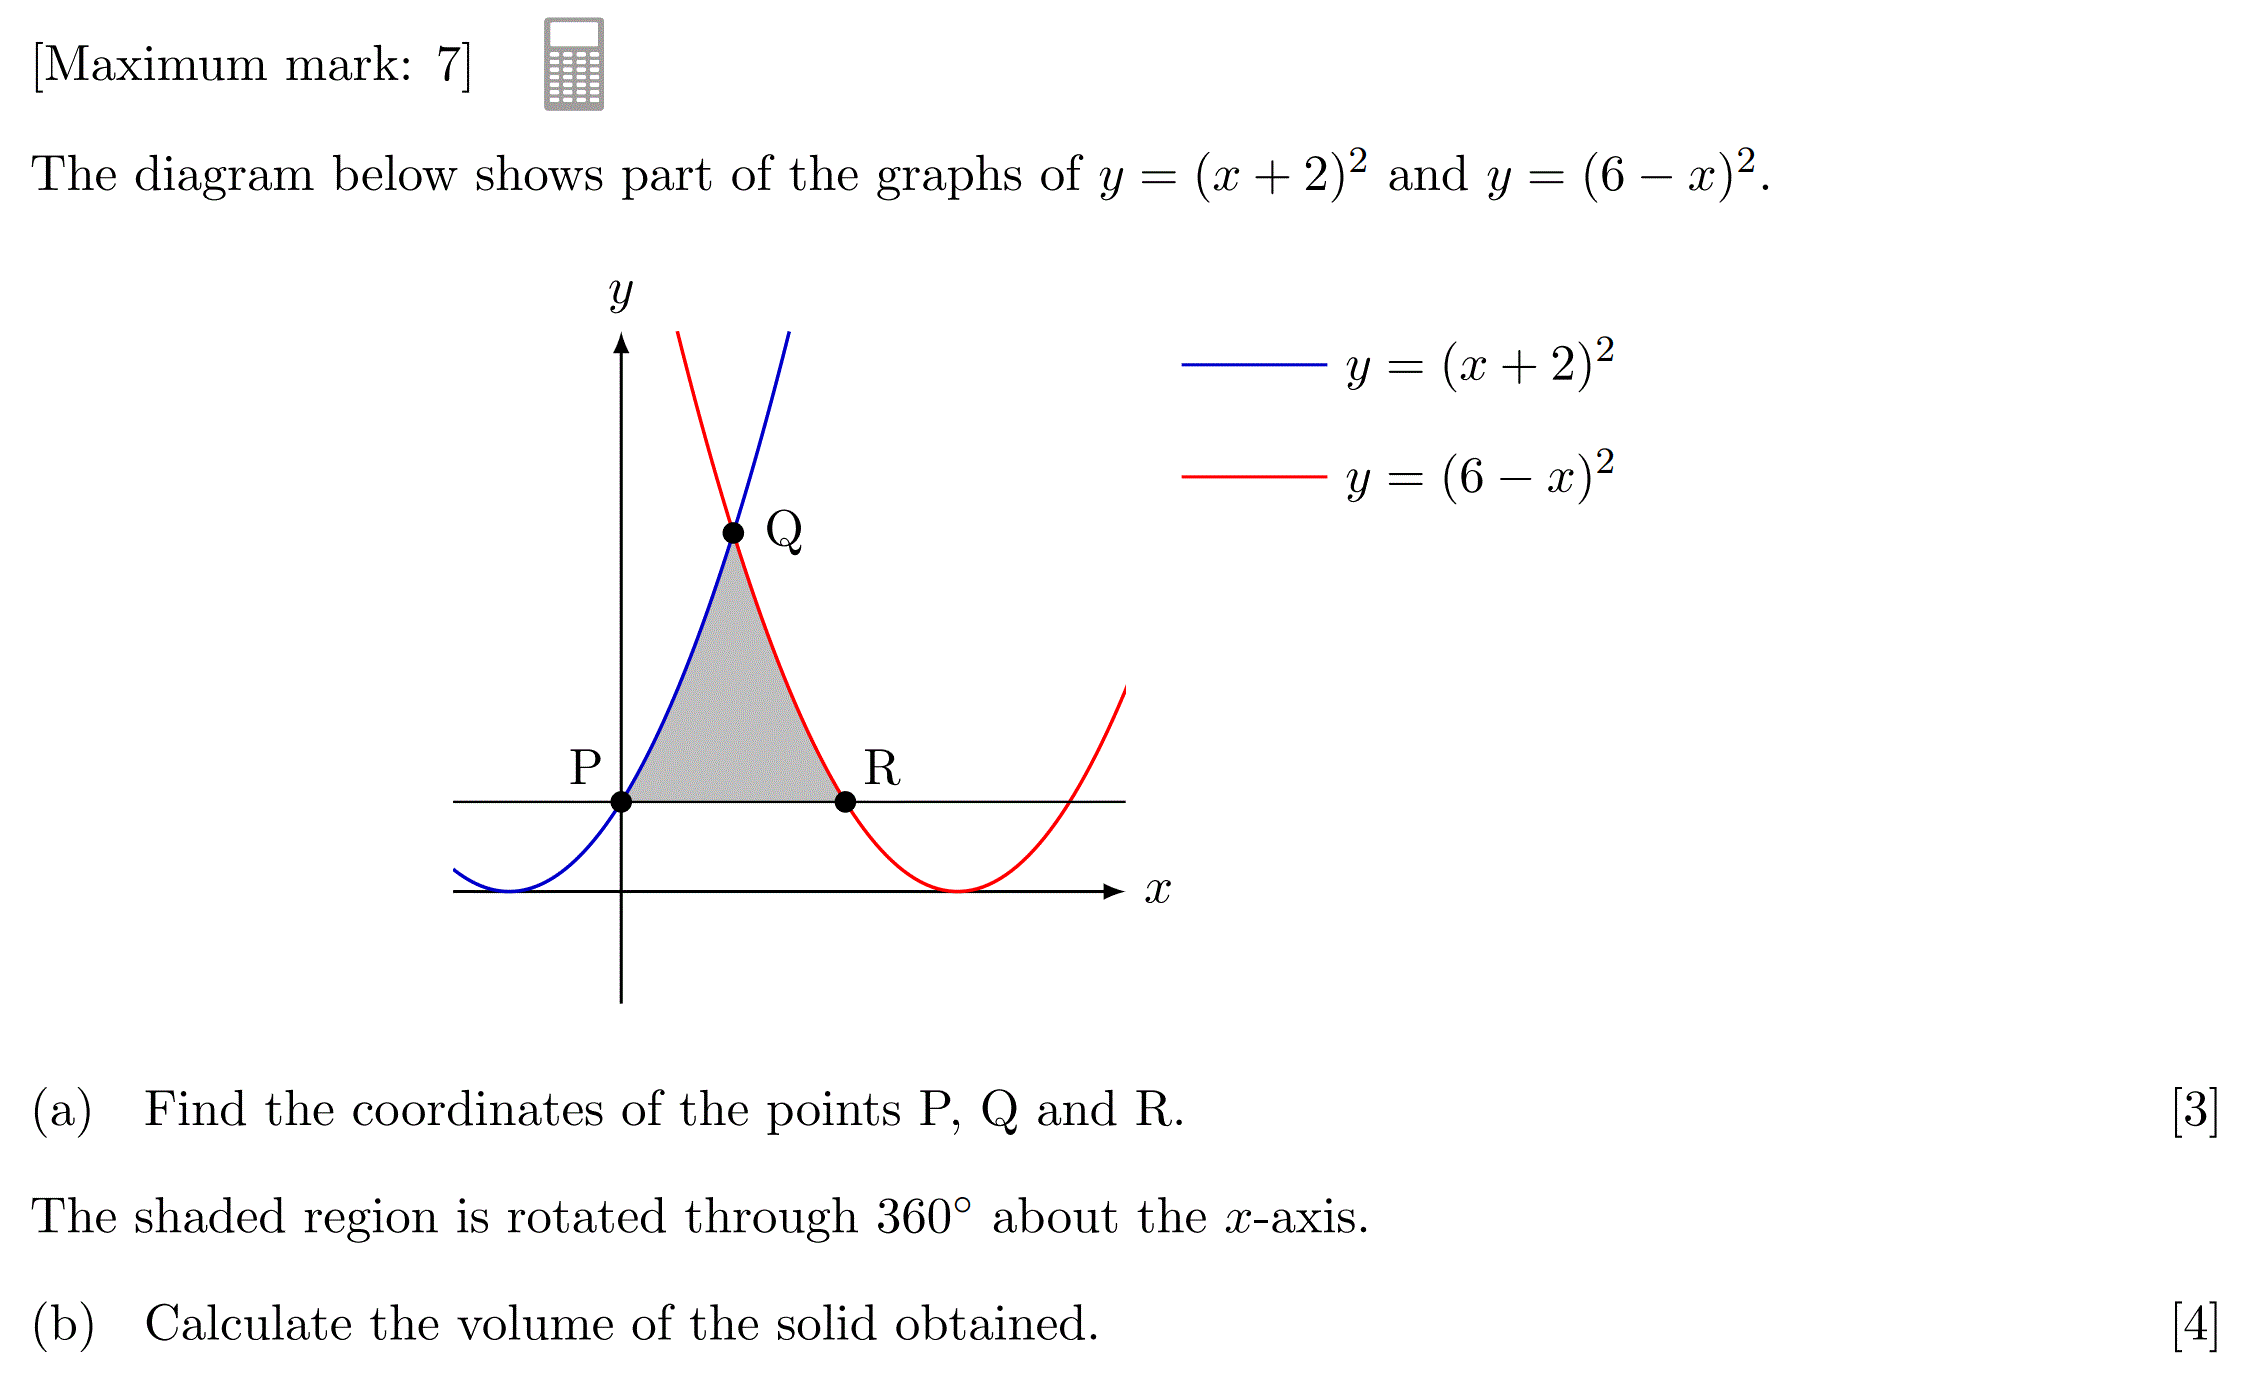 [Maximum mark: 7]
The diagram below shows part of the graphs of y = (x + 2)² and y = (6 − x)².
y
y = (x + 2)²
y = (6 − x)²
Q
P
R
x
(a) Find the coordinates of the points P, Q and R. [3]
The shaded region is rotated through 360° about the x-axis.
(b) Calculate the volume of the solid obtained. [4]